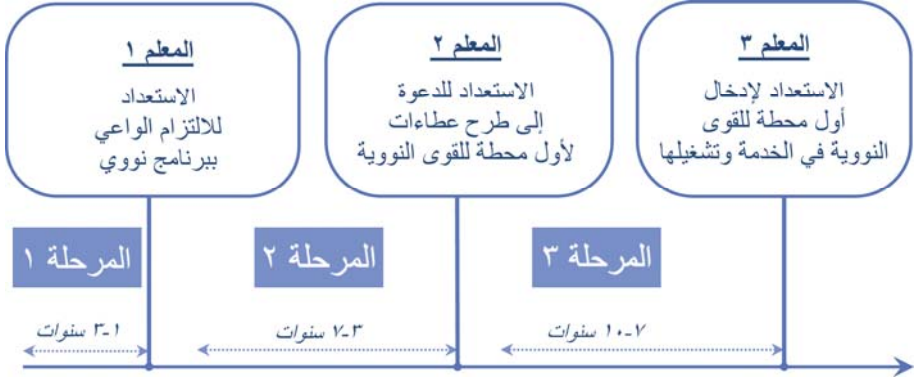 المعلم ١
الاستعداد
للالتزام الواعي
ببرنامج نووي
المعلم ٢
الاستعداد للدعوة
إلى طرح عطاءات
لأول محطة للقوى النووية
المعلم ٣
الاستعداد لإدخال
أول محطة للقوى
النووية في الخدمة وتشغيلها
المرحلة ١
المرحلة ٢
المرحلة ٣
١-٣ سنوات
٣-٧ سنوات
٧-١٠ سنوات